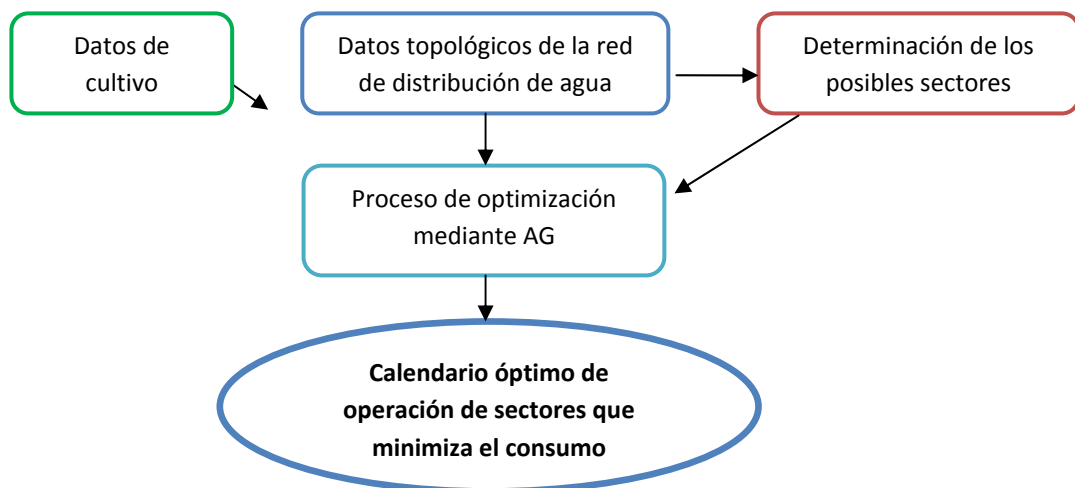 Datos de
cultivo
Datos topológicos de la red
de distribución de agua
Determinación de los
posibles sectores
Proceso de optimización
mediante AG
Calendario óptimo de
operación de sectores que
minimiza el consumo